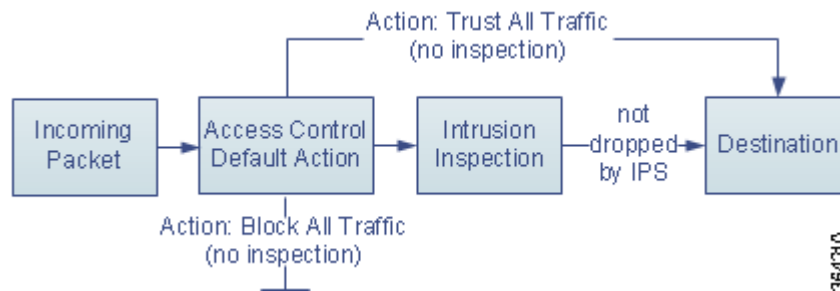 Action: Trust All Traffic
(no inspection)
Incoming
Packet
Access Control
Default Action
Intrusion
Inspection
not
dropped
by IPS
Destination
Action: Block All Traffic
(no inspection)